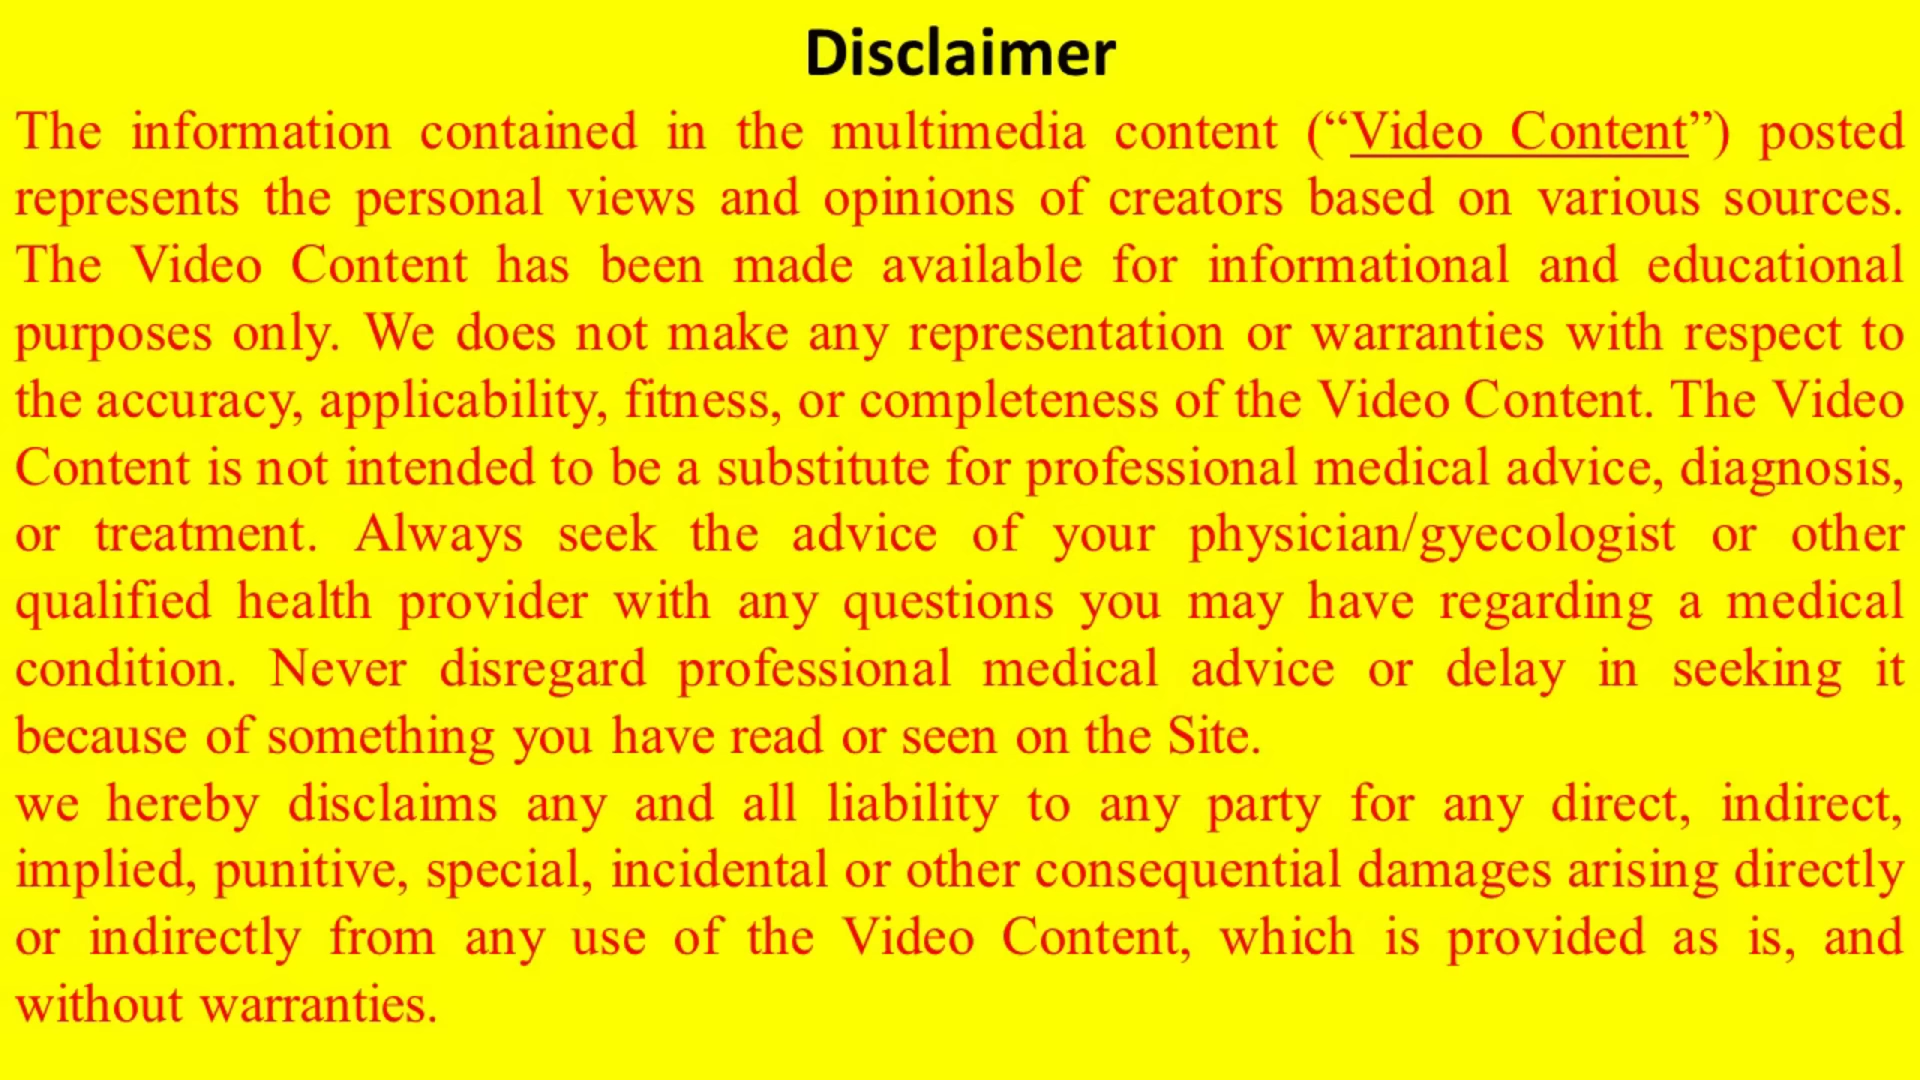 Disclaimer
The information contained in the multimedia content (“Video Content”) posted
represents the personal views and opinions of creators based on various sources.
The Video Content has been made available for informational and educational
purposes only. We does not make any representation or warranties with respect to
the accuracy, applicability, fitness, or completeness of the Video Content. The Video
Content is not intended to be a substitute for professional medical advice, diagnosis,
or treatment. Always seek the advice of your physician/gyecologist or other
qualified health provider with any questions you may have regarding a medical
condition. Never disregard professional medical advice or delay in seeking it
because of something you have read or seen on the Site.
we hereby disclaims any and all liability to any party for any direct, indirect,
implied, punitive, special, incidental or other consequential damages arising directly
or indirectly from any use of the Video Content, which is provided as is, and
without warranties.